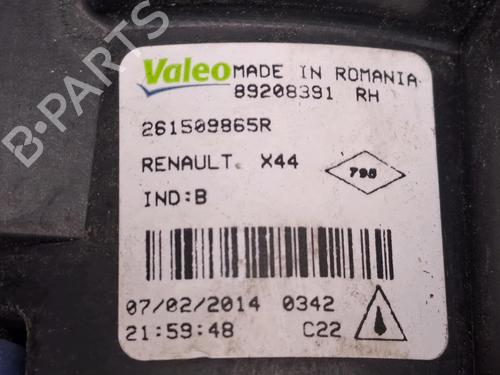 B-PARTS
Valeo MADE IN ROMANIA
89208391 RH
261509865R
RENAULT. X44
795
IND:B
07/02/2014 0342
21:59:48 C22